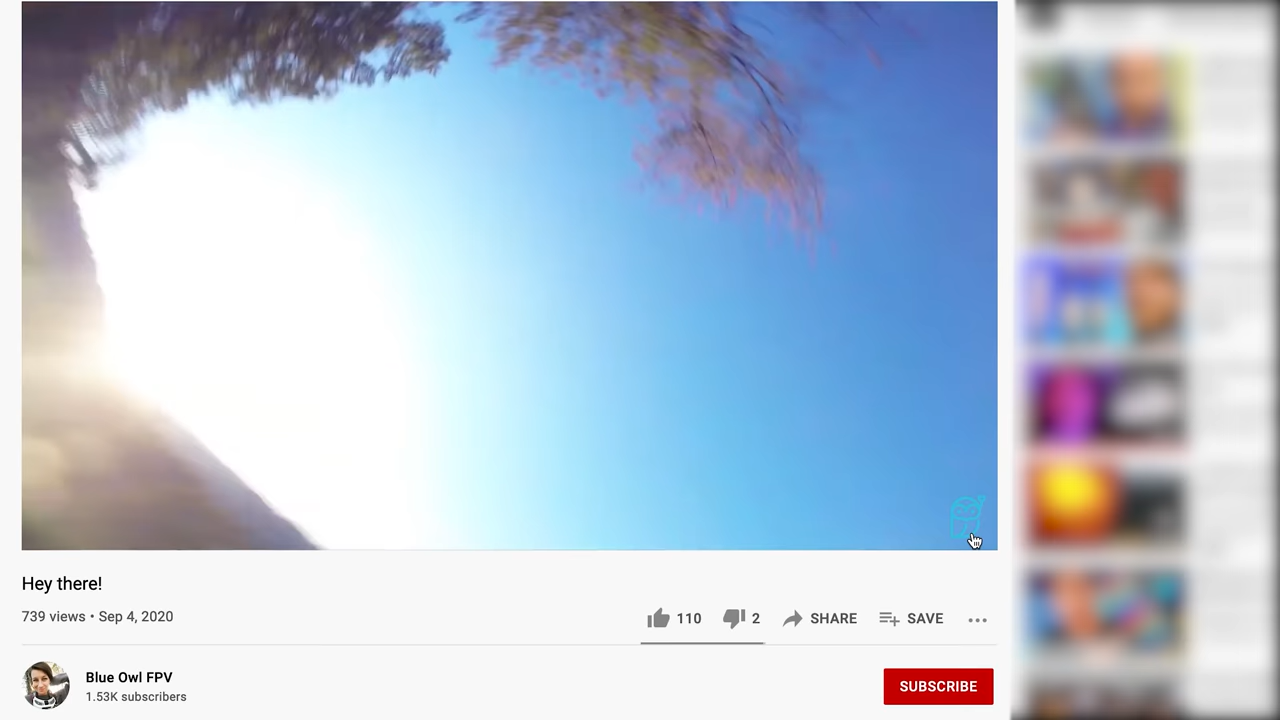 Hey there!
739 views • Sep 4, 2020
110
2
SHARE
SAVE
Blue Owl FPV
1.53K subscribers
SUBSCRIBE